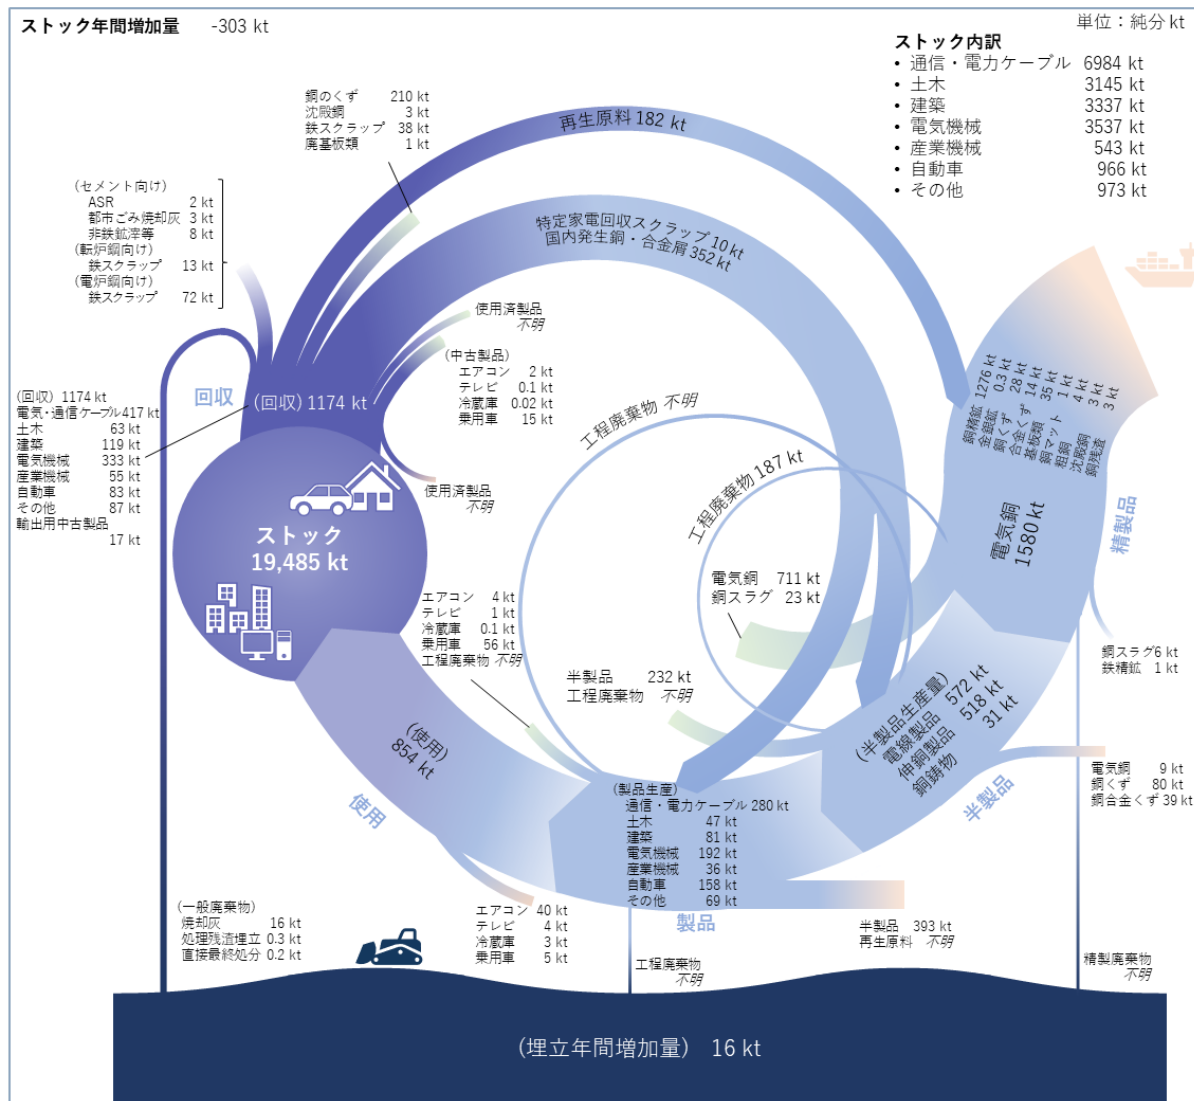 ストック年間増加量 -303 kt
単位：純分 kt
ストック内訳
• 通信・電力ケーブル 6984 kt
• 土木 3145 kt
• 建築 3337 kt
• 電気機械 3537 kt
• 産業機械 543 kt
• 自動車 966 kt
• その他 973 kt
銅のくず 210 kt
沈殿銅 3 kt
鉄スクラップ 38 kt
廃基板類 1 kt
再生原料 182 kt
(セメント向け)
ASR 2 kt
都市ごみ焼却灰 3 kt
非鉄鉱滓等 8 kt
(転炉鋼向け)
鉄スクラップ 13 kt
(電炉鋼向け)
鉄スクラップ 72 kt
特定家電回収スクラップ 10 kt
国内発生銅・合金屑 352 kt
使用済製品
不明
(中古製品)
エアコン 2 kt
テレビ 0.1 kt
冷蔵庫 0.02 kt
乗用車 15 kt
回収
(回収) 1174 kt
(回収) 1174 kt
電気・通信ケーブル 417 kt
土木 63 kt
建築 119 kt
電気機械 333 kt
産業機械 55 kt
自動車 83 kt
その他 87 kt
輸出用中古製品
17 kt
使用済製品
不明
工程廃棄物 不明
工程廃棄物 187 kt
銅精鉱 1276 kt
金銀鉱 0.3 kt
銅くず 28 kt
合金くず 14 kt
基板類 35 kt
銅マット 1 kt
粗銅 4 kt
沈殿銅 3 kt
銅残渣 3 kt
電気銅
1580 kt
精製品
ストック
19,485 kt
電気銅 711 kt
銅スラグ 23 kt
エアコン 4 kt
テレビ 1 kt
冷蔵庫 0.1 kt
乗用車 56 kt
工程廃棄物 不明
半製品 232 kt
工程廃棄物 不明
銅スラグ 6 kt
鉄精鉱 1 kt
(半製品生産量)
電線製品 572 kt
伸銅製品 518 kt
銅鋳物 31 kt
半製品
電気銅 9 kt
銅くず 80 kt
銅合金くず 39 kt
(使用)
854 kt
使用
(製品生産)
通信・電力ケーブル 280 kt
土木 47 kt
建築 81 kt
電気機械 192 kt
産業機械 36 kt
自動車 158 kt
その他 69 kt
製品
(一般廃棄物)
焼却灰 16 kt
処理残渣埋立 0.3 kt
直接最終処分 0.2 kt
エアコン 40 kt
テレビ 4 kt
冷蔵庫 3 kt
乗用車 5 kt
半製品 393 kt
再生原料 不明
工程廃棄物
不明
精製廃棄物
不明
(埋立年間増加量) 16 kt